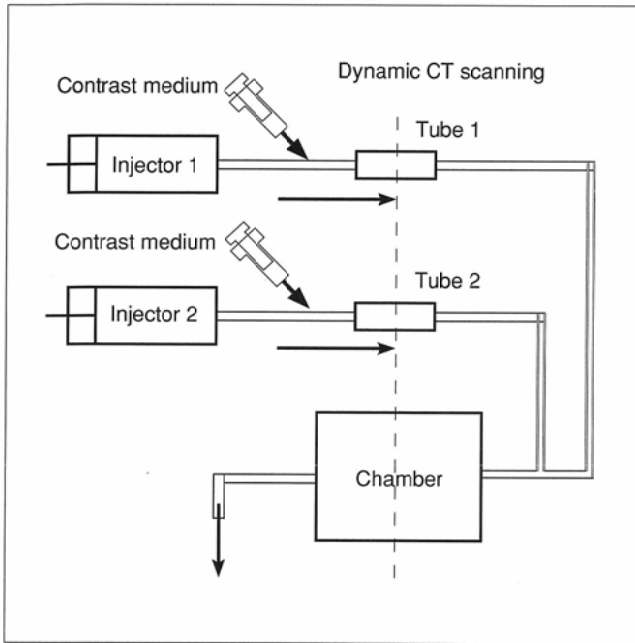 Dynamic CT scanning
Contrast medium
Tube 1
Injector 1
Contrast medium
Tube 2
Injector 2
Chamber